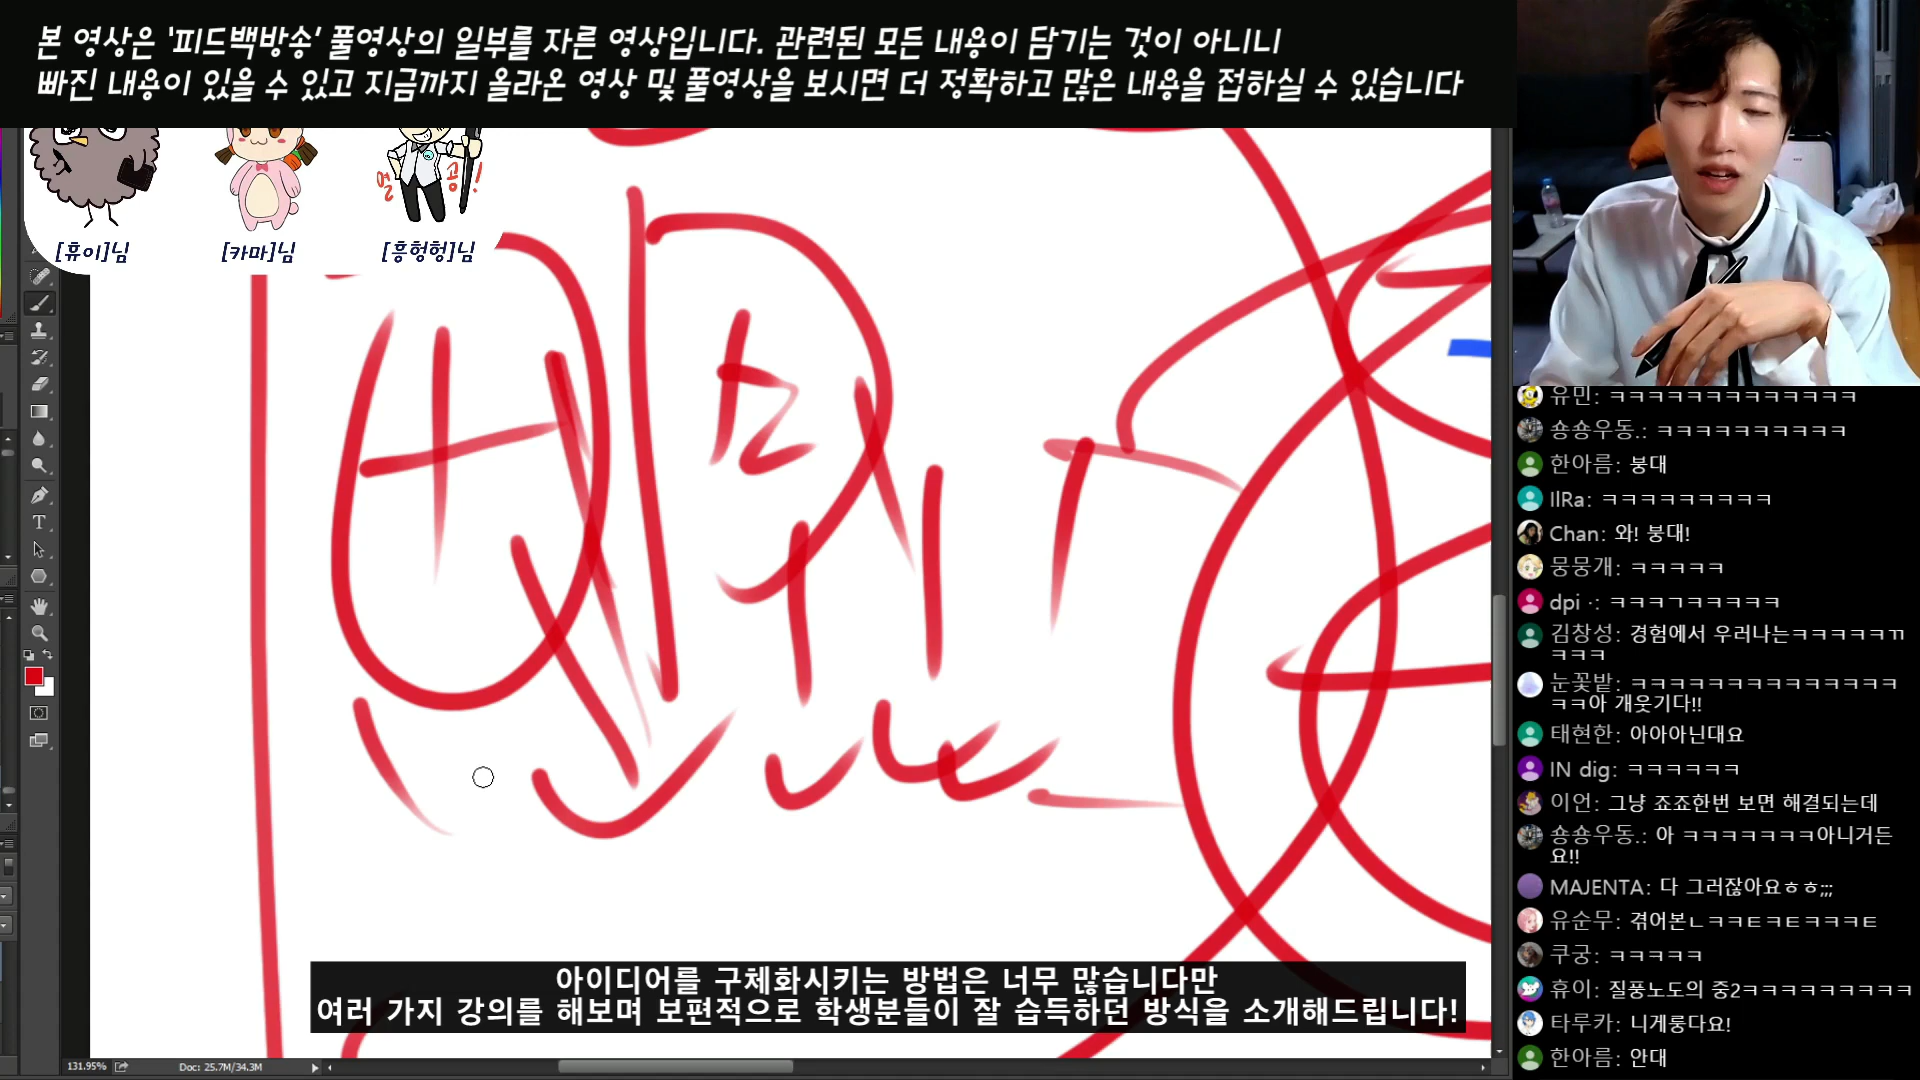 본 영상은 '피드백방송' 풀영상의 일부를 자른 영상입니다. 관련된 모든 내용이 담기는 것이 아니니
빠진 내용이 있을 수 있고 지금까지 올라온 영상 및 풀영상을 보시면 더 정확하고 많은 내용을 접하실 수 있습니다
열공!
[휴이]님
[카마]님
[흥헝헝]님
유민: ㅋㅋㅋㅋㅋㅋㅋㅋㅋㅋㅋㅋㅋ
숑숑우동.: ㅋㅋㅋㅋㅋㅋㅋㅋㅋㅋ
한아름: 붕대
IlRa: ㅋㅋㅋㅋㅋㅋㅋㅋㅋ
Chan: 와! 붕대!
뭉뭉개: ㅋㅋㅋㅋㅋ
dpi ·: ㅋㅋㅋㄱㅋㅋㅋㅋㅋ
김창성: 경험에서 우러나는ㅋㅋㅋㅋㅋㄲ
ㅋㅋㅋ
눈꽃밭: ㅋㅋㅋㅋㅋㅋㅋㅋㅋㅋㅋㅋㅋㅋ
ㅋㅋ아 개웃기다!!
태현한: 아아아닌대요
IN dig: ㅋㅋㅋㅋㅋㅋ
이언: 그냥 죠죠한번 보면 해결되는데
숑숑우동.: 아 ㅋㅋㅋㅋㅋㅋㅋ아니거든
요!!
MAJENTA: 다 그러잖아요ㅎㅎ;;;
유순무: 겪어본ㄴㅋㅋㅌㅋㅌㅋㅋㅋㅌ
쿠궁: ㅋㅋㅋㅋㅋ
휴이: 질풍노도의 중2ㅋㅋㅋㅋㅋㅋㅋㅋㅋ
타루카: 니게룽다요!
한아름: 안대
아이디어를 구체화시키는 방법은 너무 많습니다만
여러 가지 강의를 해보며 보편적으로 학생분들이 잘 습득하던 방식을 소개해드립니다!
131.95%
Doc: 25.7M/34.3M